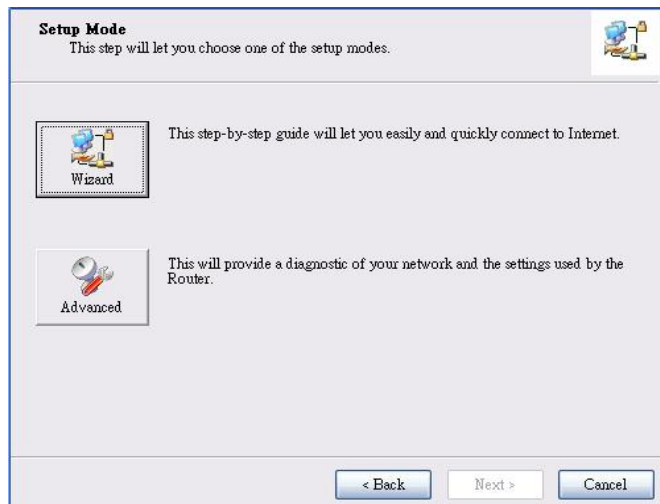 Setup Mode
This step will let you choose one of the setup modes.
Wizard
This step-by-step guide will let you easily and quickly connect to Internet.
Advanced
This will provide a diagnostic of your network and the settings used by the
Router.
< Back
Next >
Cancel